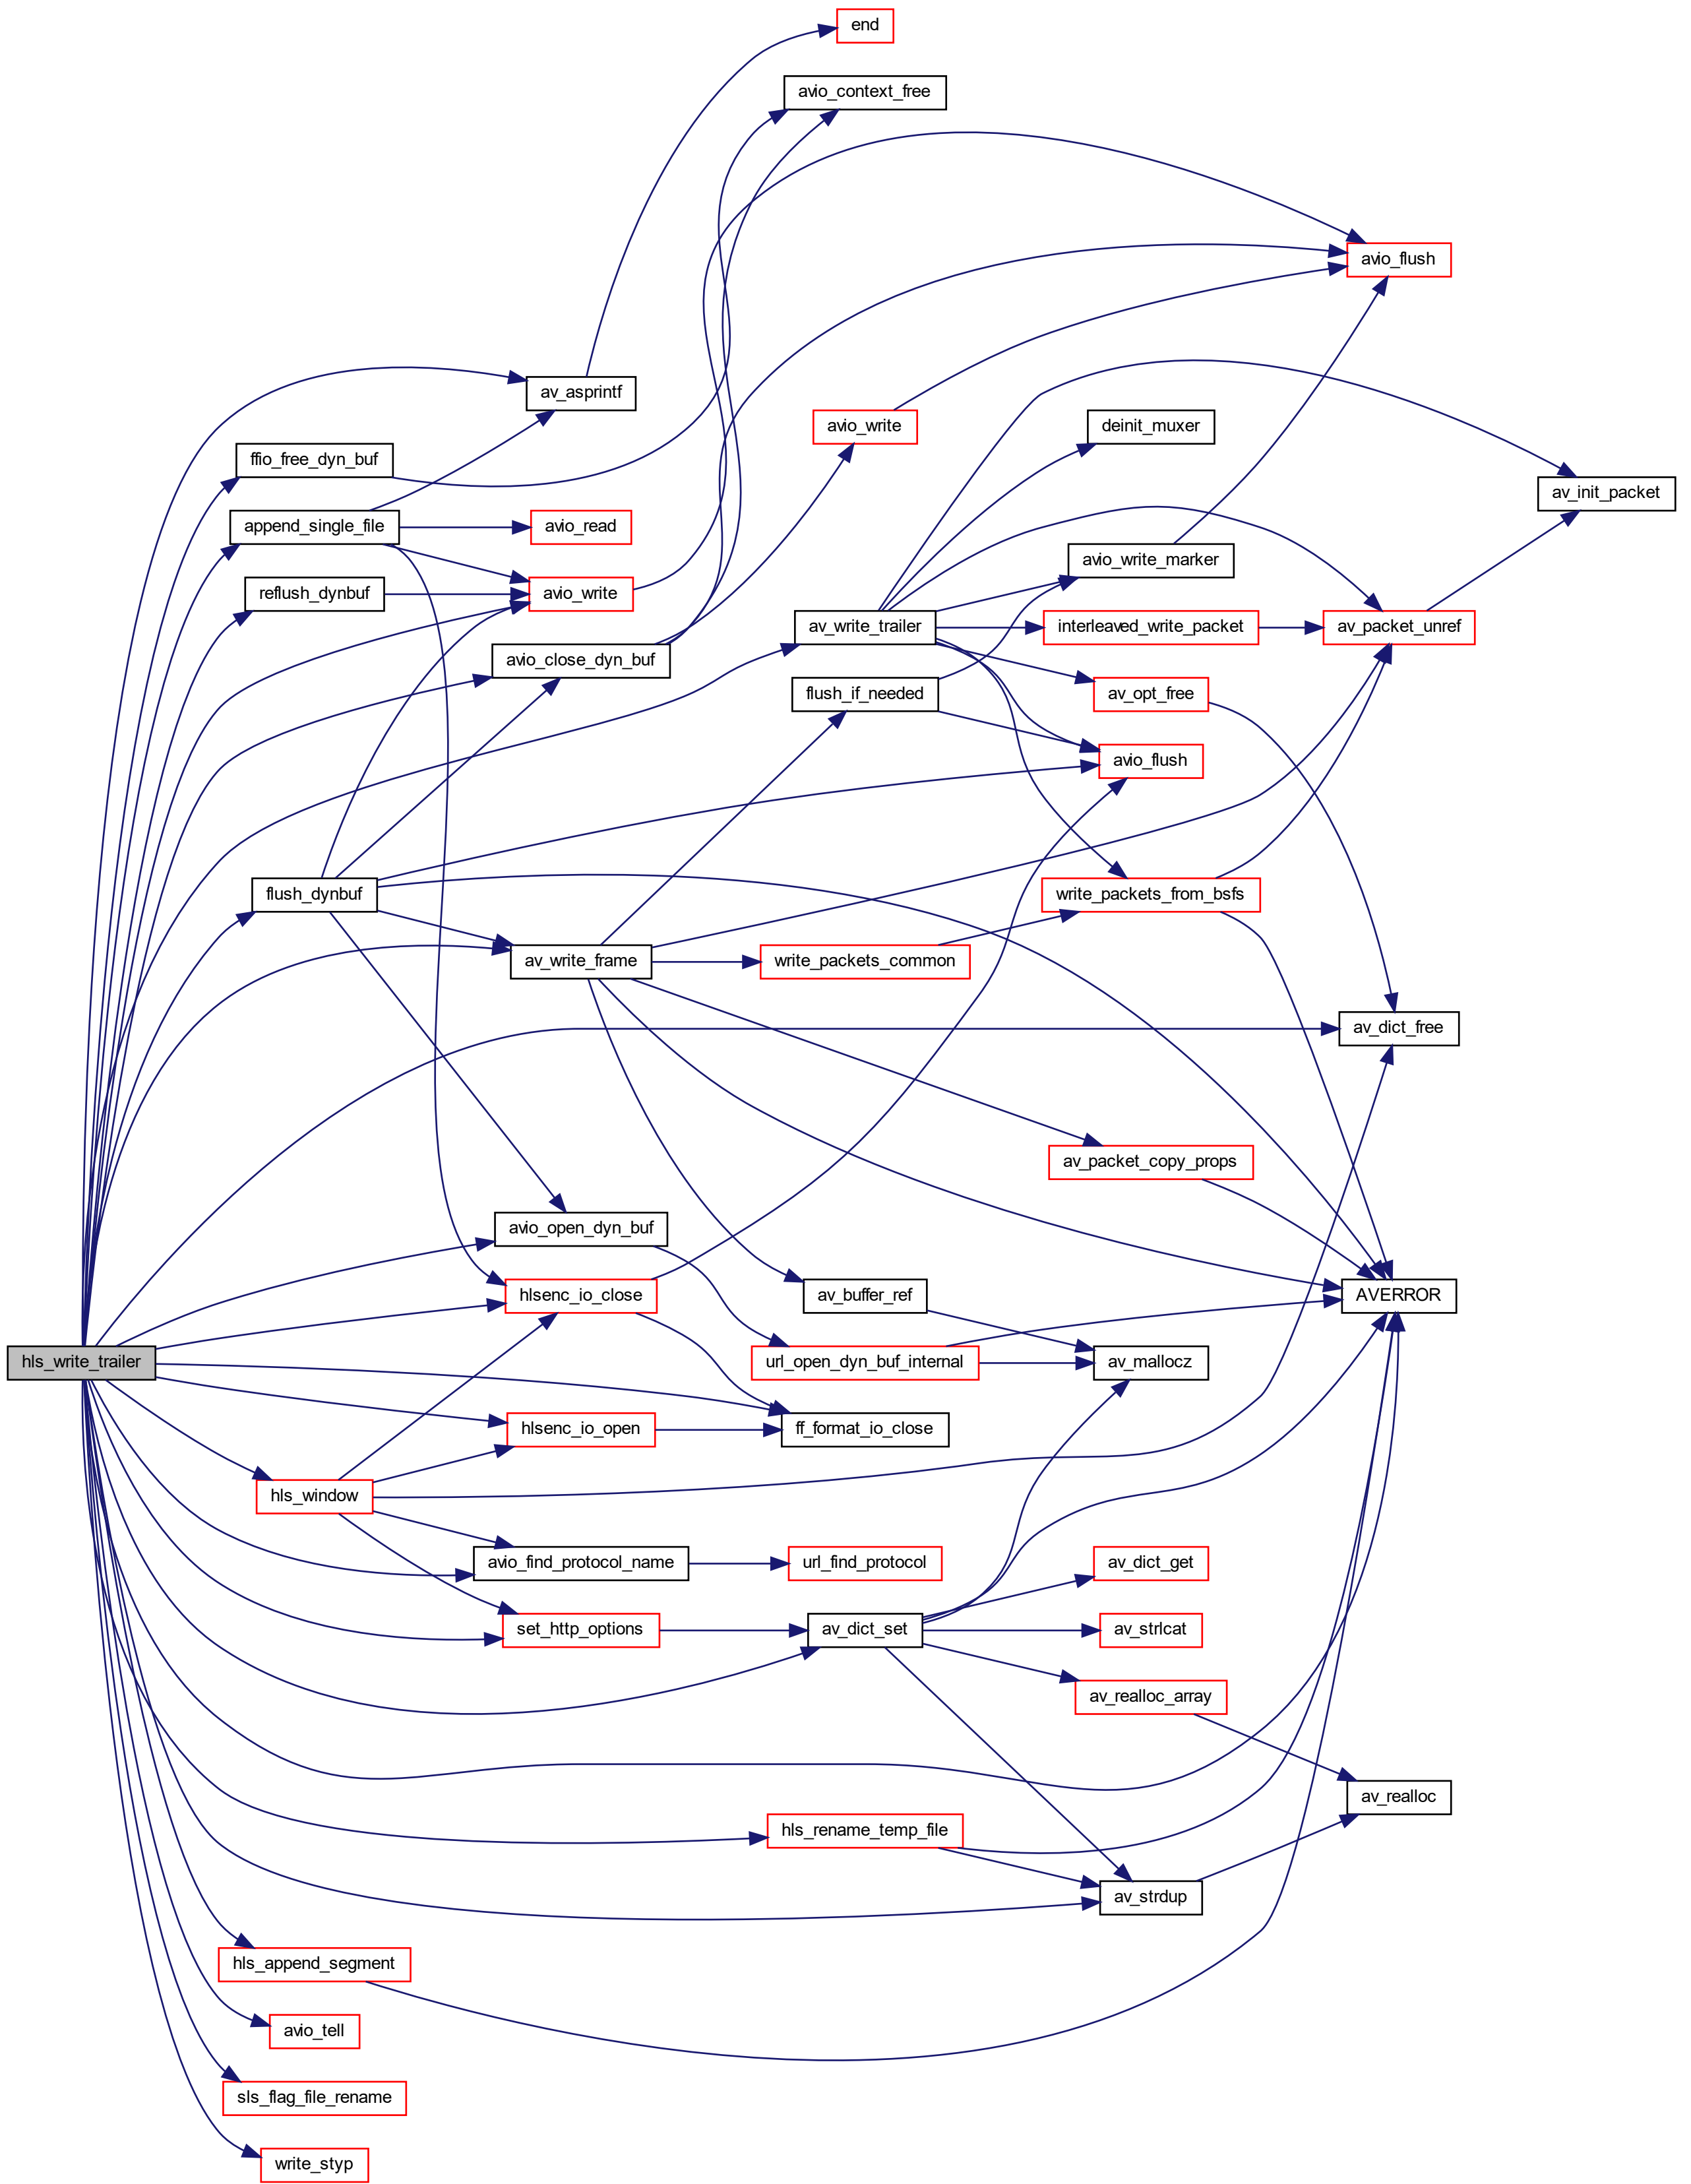 end
avio_context_free
avio_flush
av_asprintf
avio_write
deinit_muxer
ffio_free_dyn_buf
av_init_packet
append_single_file
avio_read
avio_write_marker
reflush_dynbuf
avio_write
av_write_trailer
interleaved_write_packet
av_packet_unref
avio_close_dyn_buf
flush_if_needed
av_opt_free
avio_flush
flush_dynbuf
write_packets_from_bsfs
av_write_frame
write_packets_common
av_dict_free
av_packet_copy_props
avio_open_dyn_buf
hlsenc_io_close
av_buffer_ref
AVERROR
hls_write_trailer
url_open_dyn_buf_internal
av_mallocz
hlsenc_io_open
ff_format_io_close
hls_window
avio_find_protocol_name
url_find_protocol
av_dict_get
set_http_options
av_dict_set
av_strlcat
av_realloc_array
av_realloc
hls_rename_temp_file
av_strdup
hls_append_segment
avio_tell
sls_flag_file_rename
write_styp